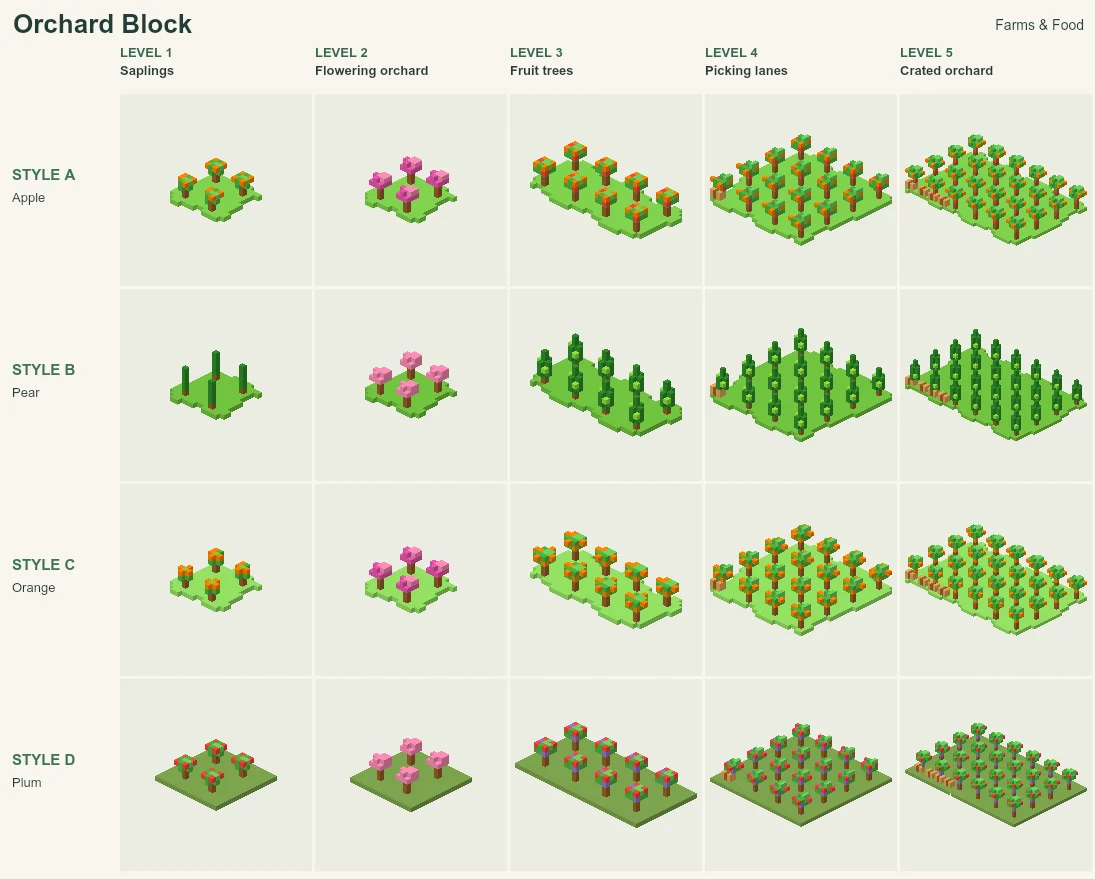 Orchard Block
Farms & Food
LEVEL 1
Saplings
LEVEL 2
Flowering orchard
LEVEL 3
Fruit trees
LEVEL 4
Picking lanes
LEVEL 5
Crated orchard
STYLE A
Apple
STYLE B
Pear
STYLE C
Orange
STYLE D
Plum